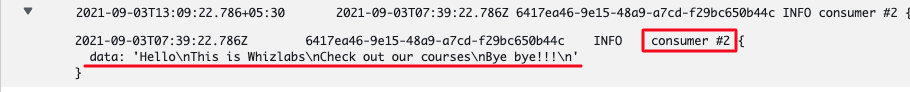 2021-09-03T13:09:22.786+05:30 2021-09-03T07:39:22.786Z 6417ea46-9e15-48a9-a7cd-f29bc650b44c INFO consumer #2 {
2021-09-03T07:39:22.786Z 6417ea46-9e15-48a9-a7cd-f29bc650b44c INFO consumer #2 {
data: 'Hello\nThis is Whizlabs\nCheck out our courses\nBye bye!!!\n'
}